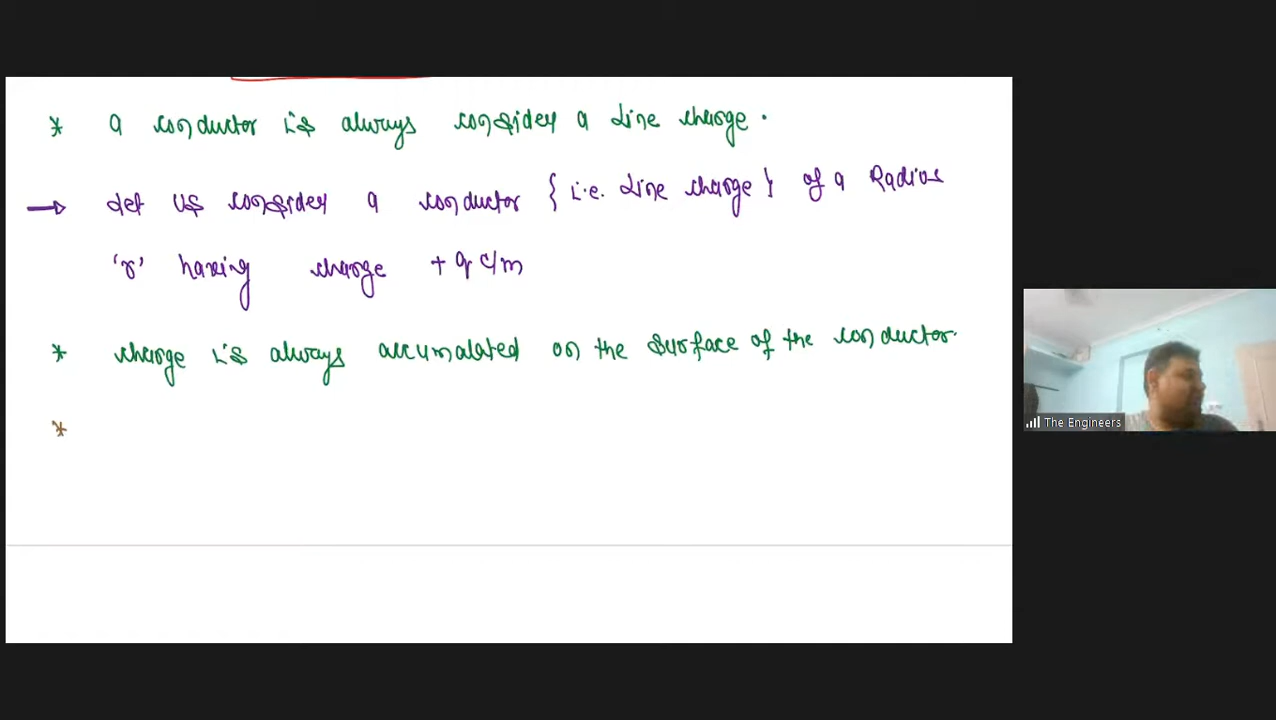 * a conductor is always consider a Line charge.
→ Let us consider a conductor { i.e. Line charge } of a Radius
'r' having charge + q c/m
* charge is always accumalated on the surface of the conductor.
*
The Engineers